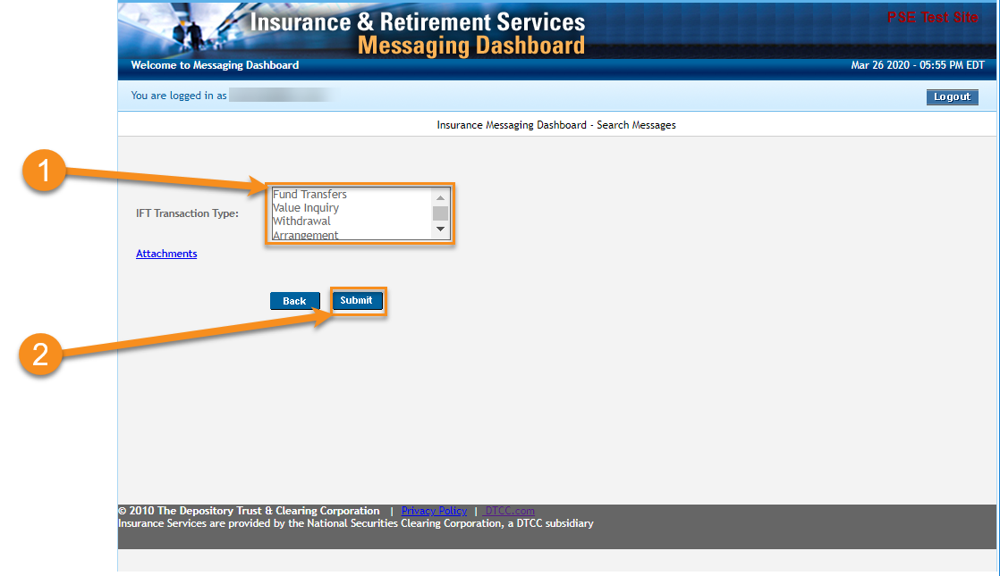 Insurance & Retirement Services
PSE Test Site
Messaging Dashboard
Welcome to Messaging Dashboard
Mar 26 2020 - 05:55 PM EDT
You are logged in as
Logout
Insurance Messaging Dashboard - Search Messages
1
Fund Transfers
Value Inquiry
IFT Transaction Type:
Withdrawal
Arrangement
Attachments
Back
Submit
2
© 2010 The Depository Trust & Clearing Corporation | Privacy Policy | DTCC.com
Insurance Services are provided by the National Securities Clearing Corporation, a DTCC subsidiary